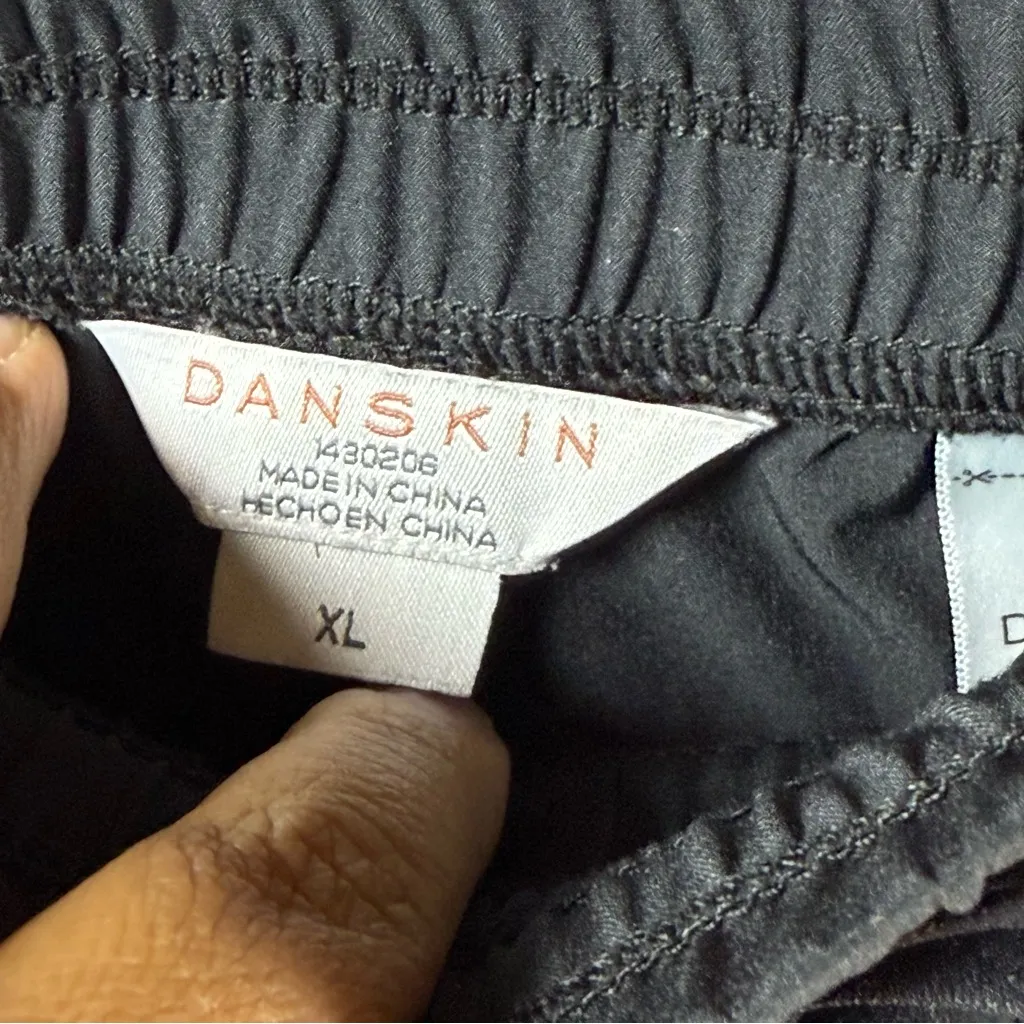 DANSKIN
1430206
MADE IN CHINA
HECHO EN CHINA
XL
D